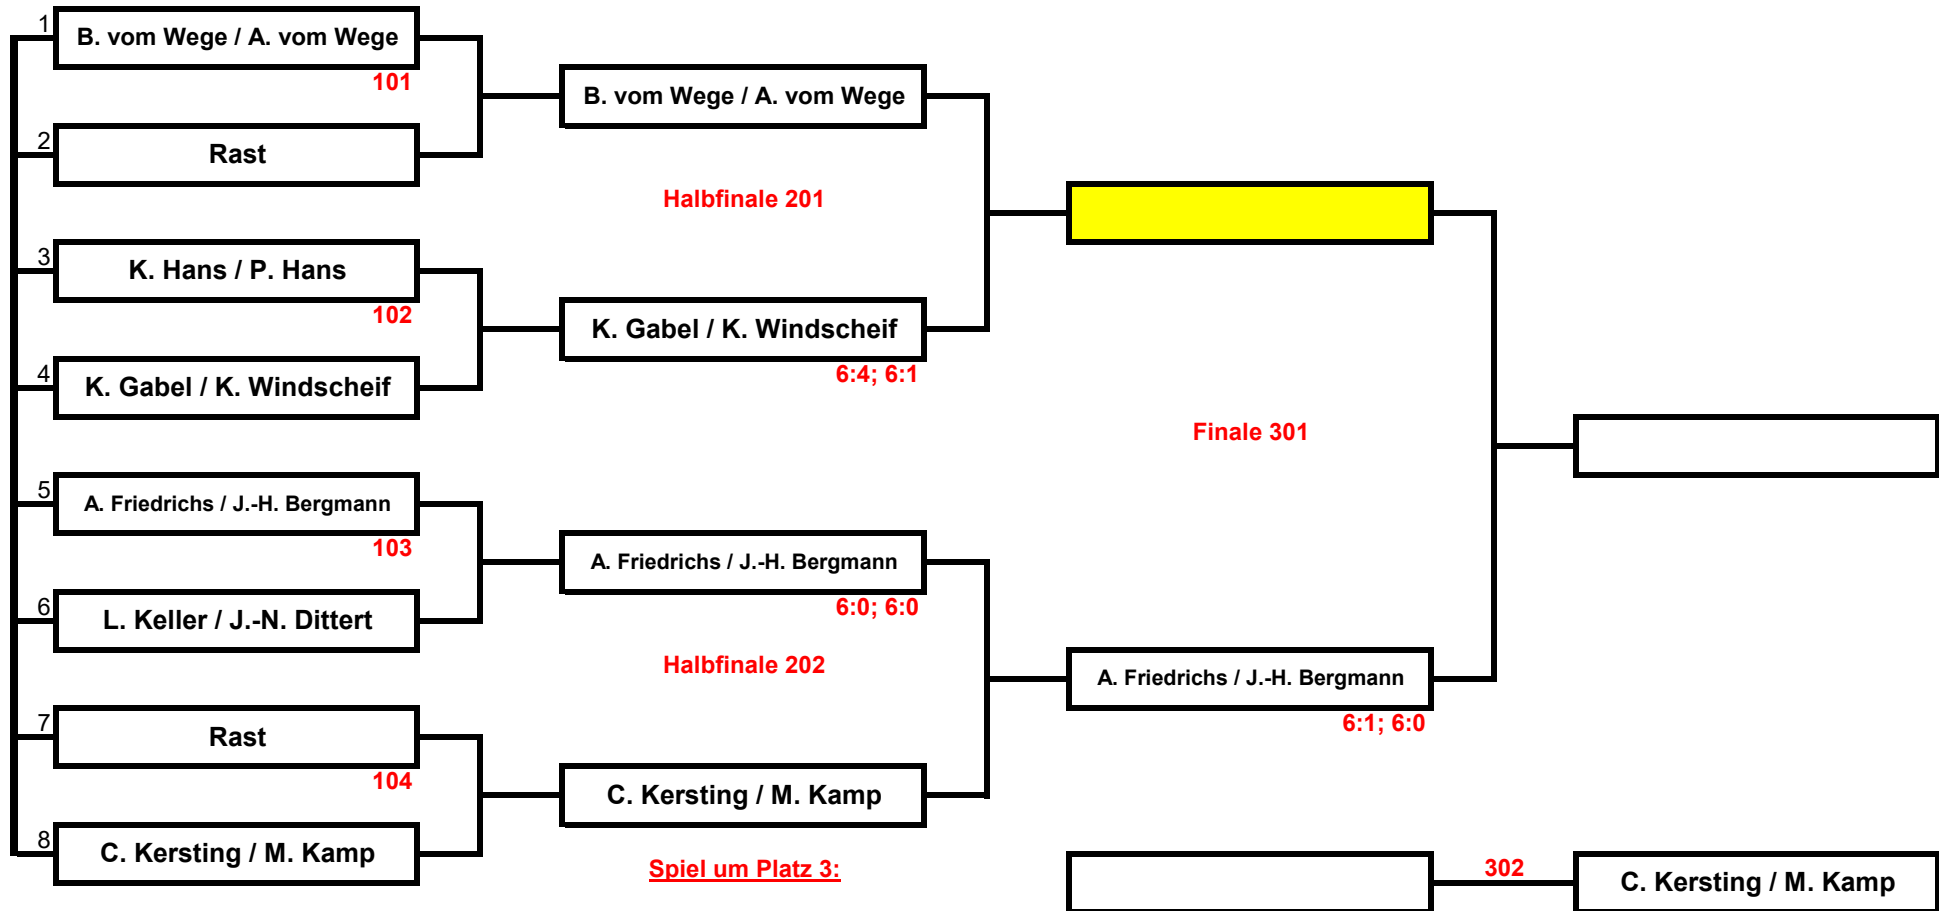 1
B. vom Wege / A. vom Wege
101
B. vom Wege / A. vom Wege
2
Rast
Halbfinale 201
3
K. Hans / P. Hans
102
K. Gabel / K. Windscheif
4
K. Gabel / K. Windscheif
6:4; 6:1
Finale 301
5
A. Friedrichs / J.-H. Bergmann
103
A. Friedrichs / J.-H. Bergmann
6
L. Keller / J.-N. Dittert
6:0; 6:0
Halbfinale 202
A. Friedrichs / J.-H. Bergmann
7
Rast
6:1; 6:0
104
C. Kersting / M. Kamp
8
C. Kersting / M. Kamp
Spiel um Platz 3:
302
C. Kersting / M. Kamp